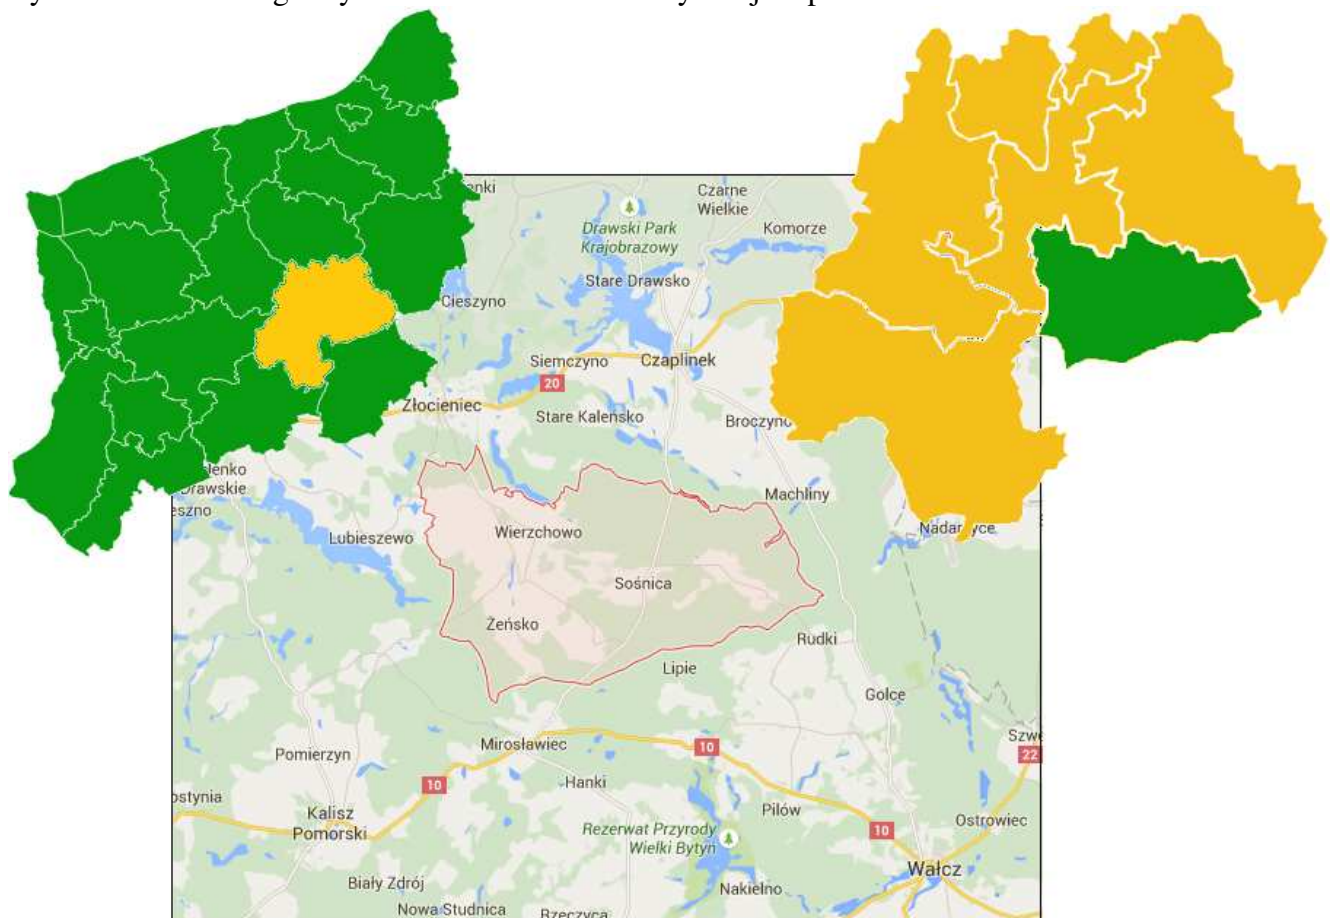 Czarne
Wielkie
Drawski Park
Krajobrazowy
Komorze
Stare Drawsko
Cieszyno
Siemczyno
Czaplinek
20
Złocieniec
Stare Kaleńsko
Broczyno
Drawskie
Machliny
Lubieszewo
Wierzchowo
Sośnica
Żeńsko
Rudki
Lipie
Golce
Mirosławiec
10
22
Pomierzyn
10
Hanki
Kalisz
Pomorski
Pilów
Ostrowiec
10
Rezerwat Przyrody
Wielki Bytyń
Wałcz
Biały Zdrój
Nakielno
Nowa Studnica
Rzeczyca